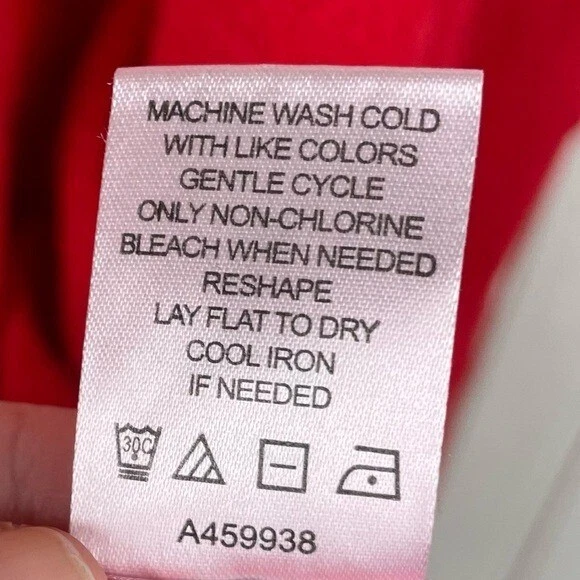 MACHINE WASH COLD
WITH LIKE COLORS
GENTLE CYCLE
ONLY NON-CHLORINE
BLEACH WHEN NEEDED
RESHAPE
LAY FLAT TO DRY
COOL IRON
IF NEEDED
30C
A459938